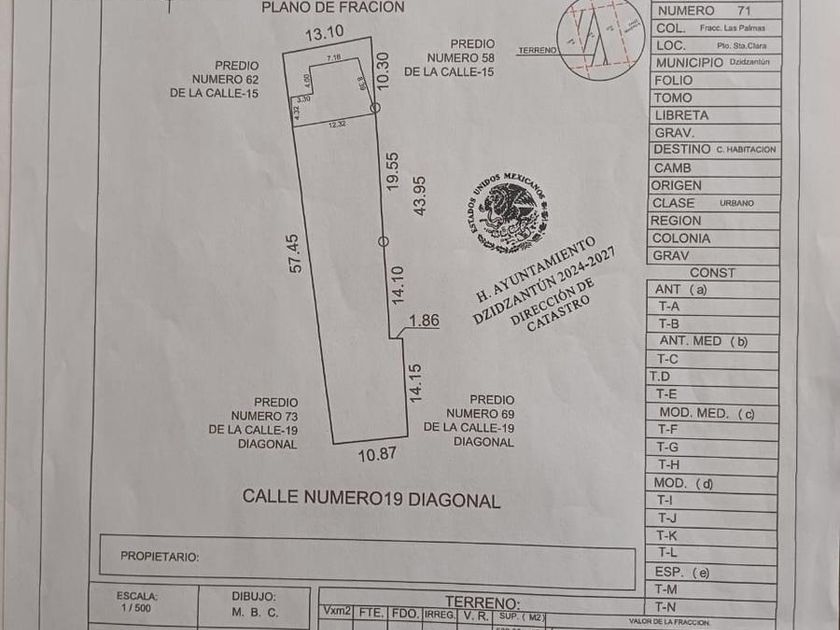 PLANO DE FRACION
13.10
PREDIO
NUMERO 62
DE LA CALLE-15
PREDIO
NUMERO 58
DE LA CALLE-15
TERRENO
7.18
4.00
3.30
4.32
12.32
10.30
19.55
43.95
57.45
14.10
1.86
14.15
10.87
ESTADOS UNIDOS MEXICANOS
H. AYUNTAMIENTO
DZIDZANTÚN 2024-2027
DIRECCIÓN DE
CATASTRO
PREDIO
NUMERO 73
DE LA CALLE-19
DIAGONAL
PREDIO
NUMERO 69
DE LA CALLE-19
DIAGONAL
CALLE NUMERO19 DIAGONAL
PROPIETARIO:
ESCALA:
1 / 500
DIBUJO:
M. B. C.
TERRENO:
Vxm2 FTE. FDO. IRREG. V. R. SUP. ( M2)
VALOR DE LA FRACCION.
NUMERO 71
COL. Fracc. Las Palmas
LOC. Pto. Sta.Clara
MUNICIPIO Dzidzantún
FOLIO
TOMO
LIBRETA
GRAV.
DESTINO C. HABITACION
CAMB
ORIGEN
CLASE URBANO
REGION
COLONIA
GRAV
CONST
ANT (a)
T-A
T-B
ANT. MED (b)
T-C
T.D
T-E
MOD. MED. (c)
T-F
T-G
T-H
MOD. (d)
T-I
T-J
T-K
T-L
ESP. (e)
T-M
T-N